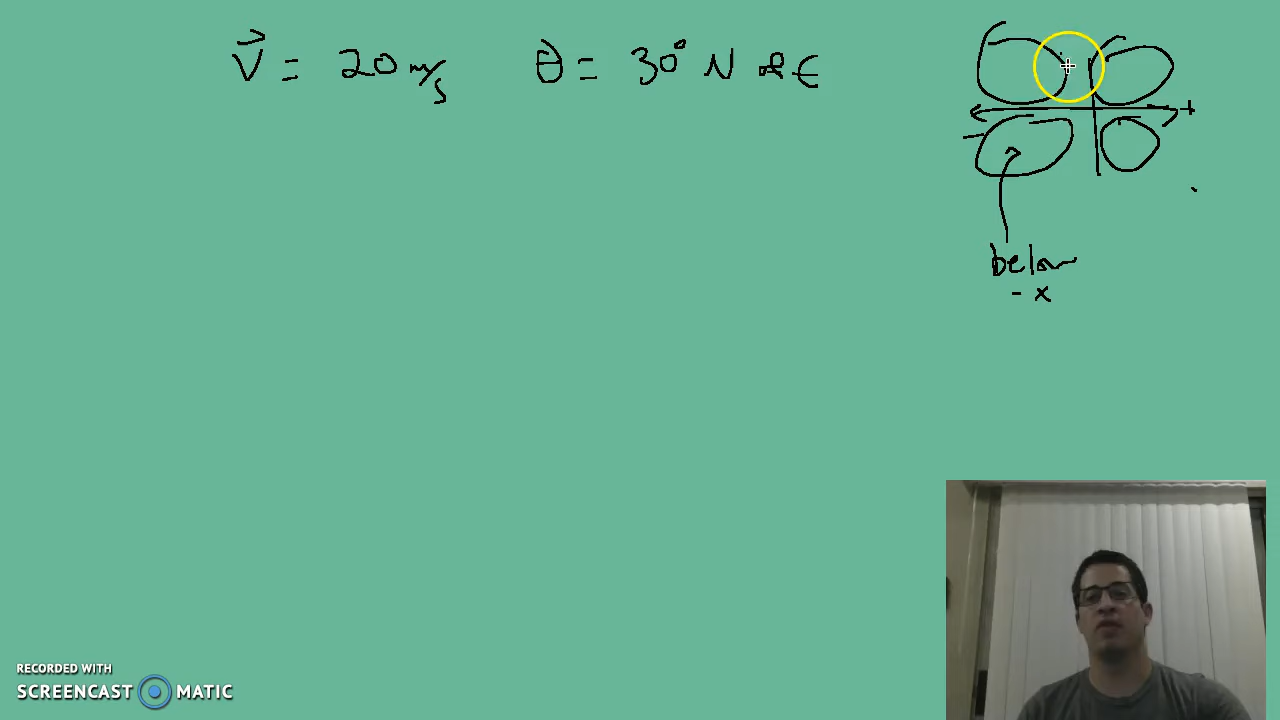 V⃗ = 20 m/s θ = 30° N of E
+
-
below
- x
RECORDED WITH
SCREENCAST MATIC